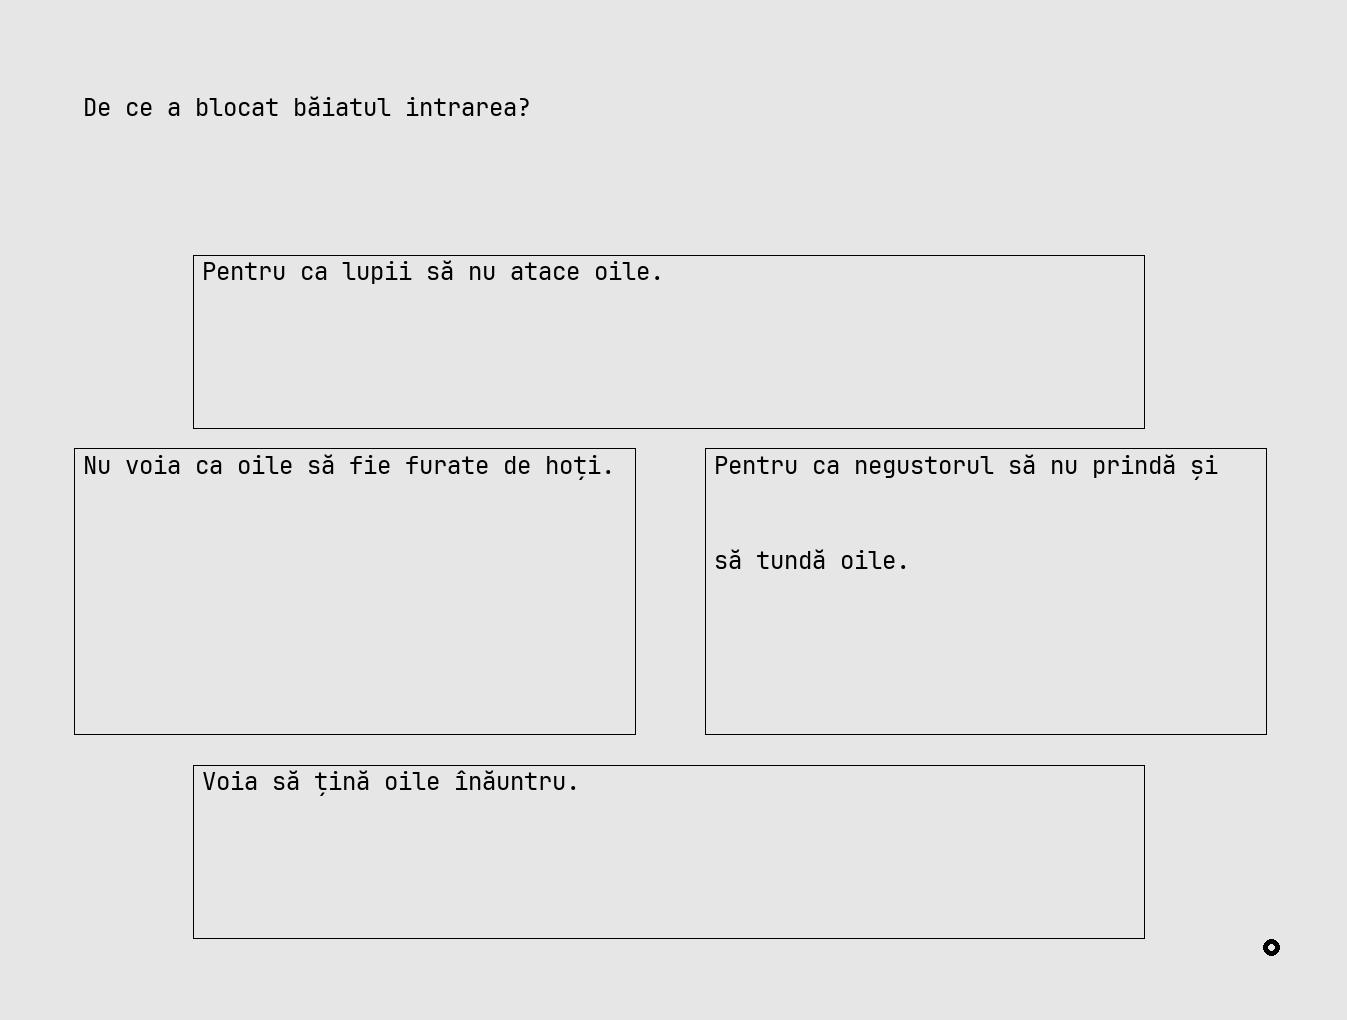 De ce a blocat băiatul intrarea?
Pentru ca lupii să nu atace oile.
Nu voia ca oile să fie furate de hoți.
Pentru ca negustorul să nu prindă și
să tundă oile.
Voia să țină oile înăuntru.